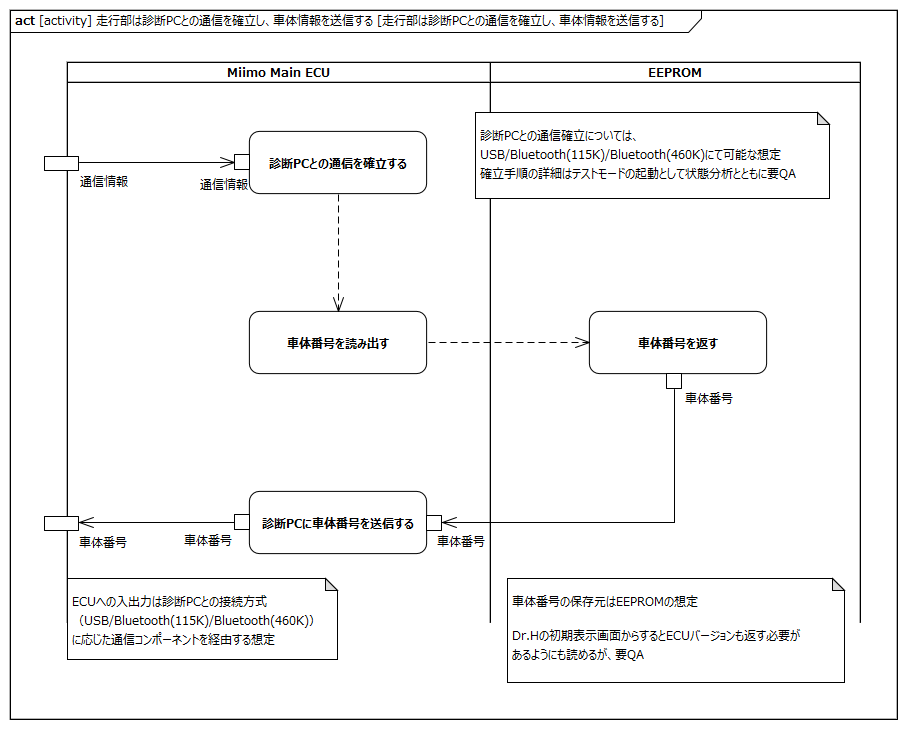 act [activity] 走行部は診断PCとの通信を確立し、車体情報を送信する [走行部は診断PCとの通信を確立し、車体情報を送信する]
Miimo Main ECU
EEPROM
診断PCとの通信確立については、
USB/Bluetooth(115K)/Bluetooth(460K)にて可能な想定
確立手順の詳細はテストモードの起動として状態分析とともに要QA
診断PCとの通信を確立する
通信情報
通信情報
車体番号を読み出す
車体番号を返す
車体番号
診断PCに車体番号を送信する
車体番号
車体番号
車体番号
ECUへの入出力は診断PCとの接続方式
（USB/Bluetooth(115K)/Bluetooth(460K)）
に応じた通信コンポーネントを経由する想定
車体番号の保存元はEEPROMの想定
Dr.Hの初期表示画面からするとECUバージョンも返す必要が
あるようにも読めるが、要QA